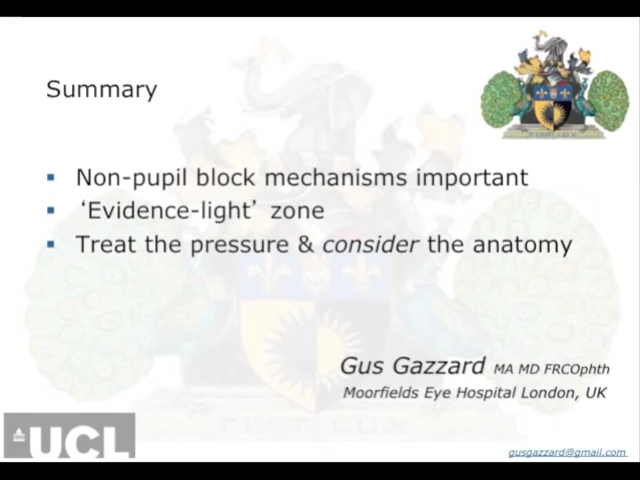 Summary
Non-pupil block mechanisms important
‘Evidence-light’ zone
Treat the pressure & consider the anatomy
Gus Gazzard MA MD FRCOphth
Moorfields Eye Hospital London, UK
UCL
gusgazzard@gmail.com